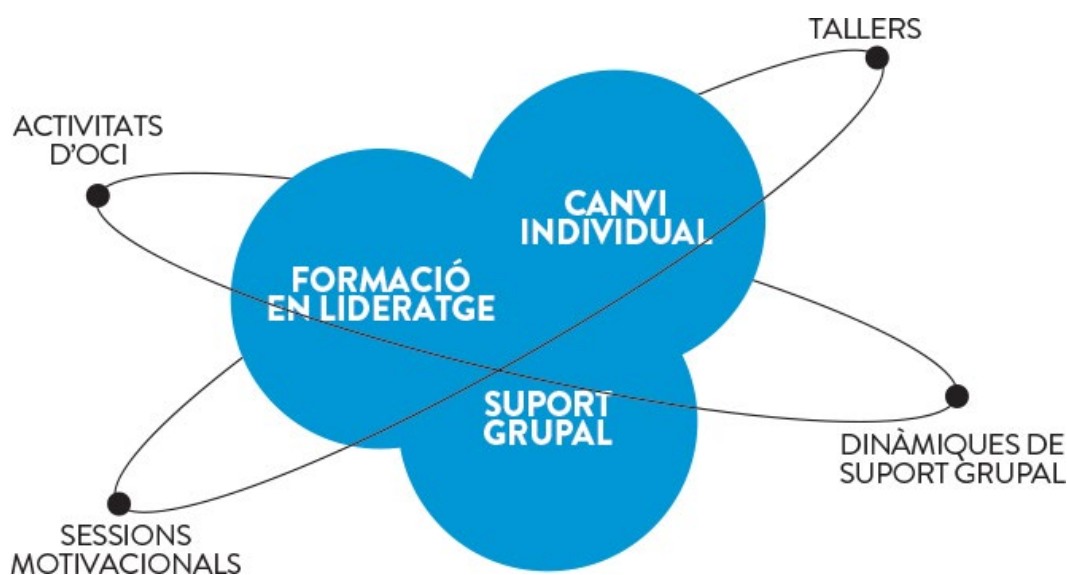 TALLERS
ACTIVITATS
D'OCI
CANVI
INDIVIDUAL
FORMACIÓ
EN LIDERATGE
SUPORT
GRUPAL
DINÀMIQUES DE
SUPORT GRUPAL
SESSIONS
MOTIVACIONALS